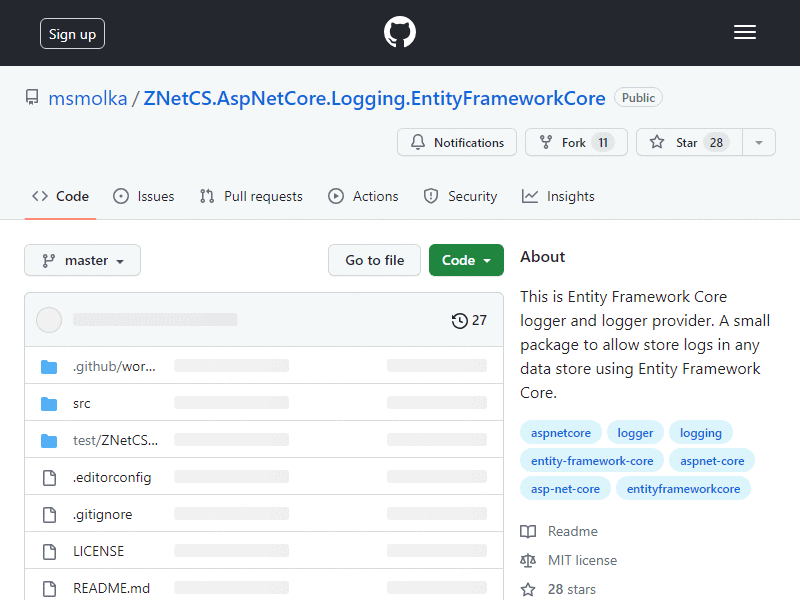 Sign up
msmolka / ZNetCS.AspNetCore.Logging.EntityFrameworkCore Public
Notifications Fork 11 Star 28
Code Issues Pull requests Actions Security Insights
master Go to file Code
27
.github/wor...
src
test/ZNetCS...
.editorconfig
.gitignore
LICENSE
README.md
About
This is Entity Framework Core
logger and logger provider. A small
package to allow store logs in any
data store using Entity Framework
Core.
aspnetcore logger logging
entity-framework-core aspnet-core
asp-net-core entityframeworkcore
Readme
MIT license
28 stars